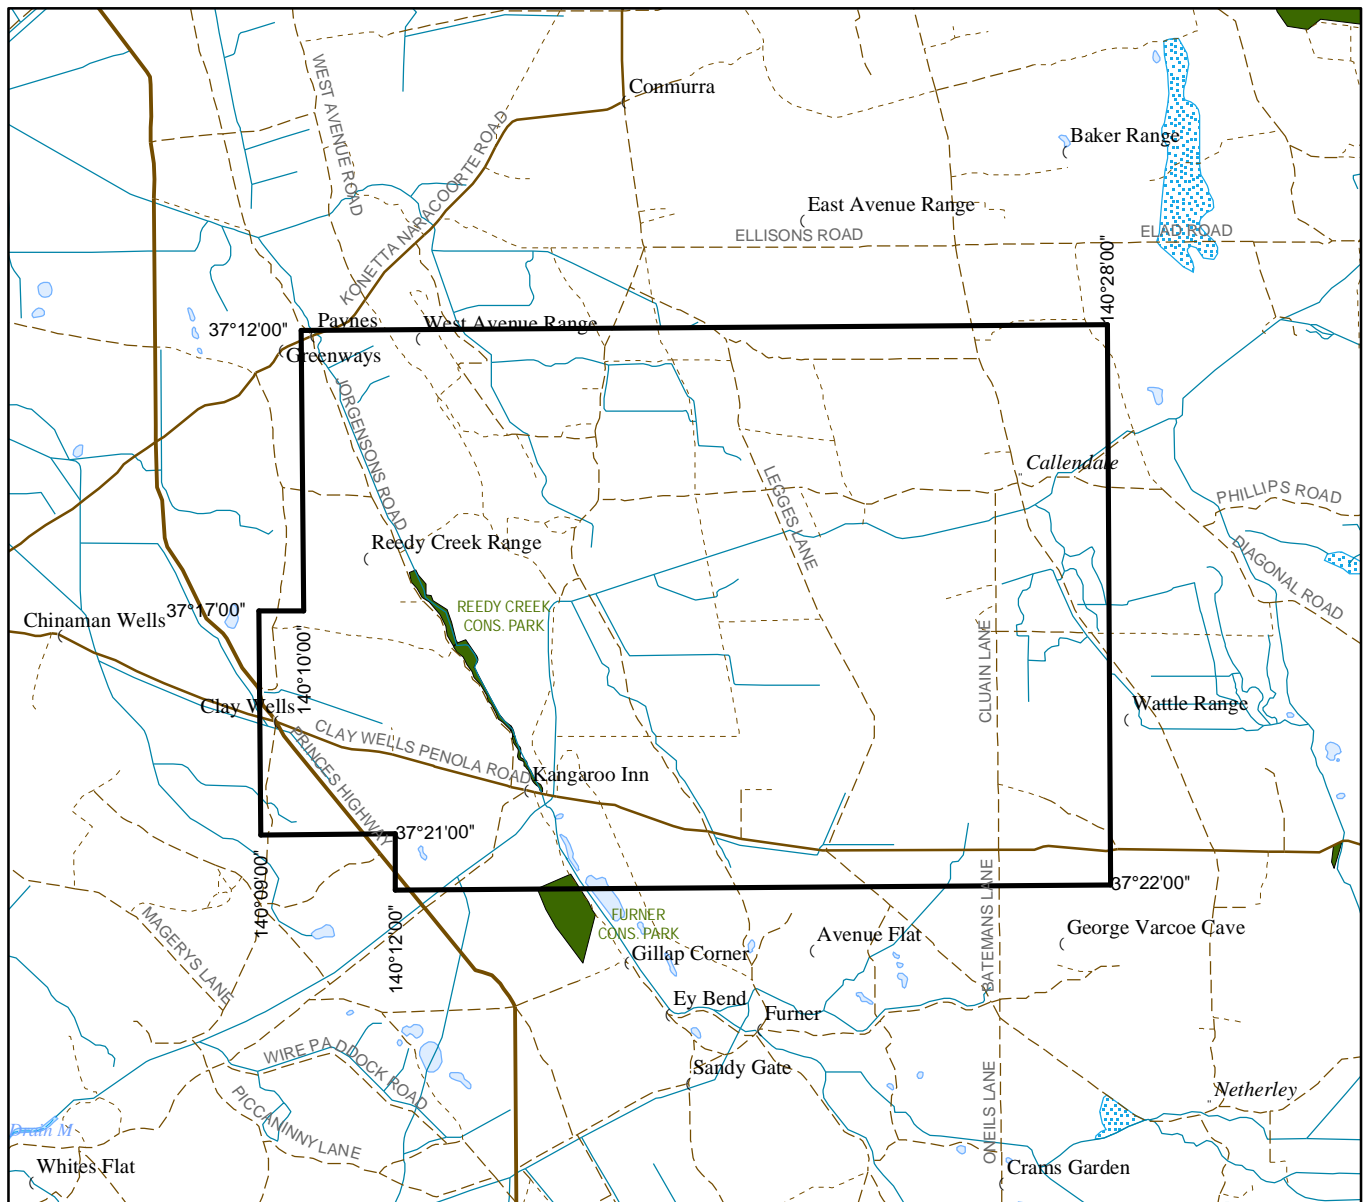 Conmurra
WEST AVENUE ROAD
KONETTA NARACOORTE ROAD
Baker Range
East Avenue Range
ELLISONS ROAD
ELAD ROAD
140°28'00"
37°12'00"
Paynes
West Avenue Range
Greenways
JORGENSONS ROAD
Callendale
LEGGES LANE
PHILLIPS ROAD
DIAGONAL ROAD
Reedy Creek Range
REEDY CREEK
CONS. PARK
37°17'00"
Chinaman Wells
140°10'00"
CLUAIN LANE
Clay Wells
Wattle Range
CLAY WELLS PENOLA ROAD
PRINCES HIGHWAY
Kangaroo Inn
37°21'00"
140°09'00"
37°22'00"
140°12'00"
MAGERYS LANE
FURNER
CONS. PARK
BATEMANS LANE
George Varcoe Cave
Avenue Flat
Gillap Corner
Ey Bend
Furner
WIRE PADDOCK ROAD
Sandy Gate
PICCANINNY LANE
ONEILS LANE
Netherley
Drain M
Whites Flat
Crams Garden